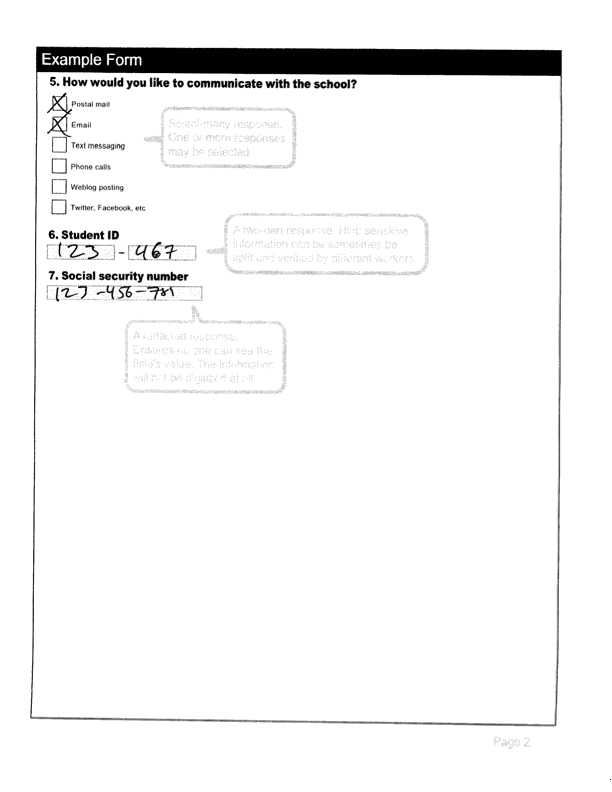 Example Form
5. How would you like to communicate with the school?
Postal mail
Email
Text messaging
Phone calls
Weblog posting
Twitter, Facebook, etc
Select-many response.
One or more responses
may be selected.
6. Student ID
123 - 467
A two-part response. Hint: sensitive
information can be sometimes be
split and verified by different workers.
7. Social security number
123-456-781
A redacted response.
Ensures no one can see the
field's value. The information
will not be digitized at all.
Page 2